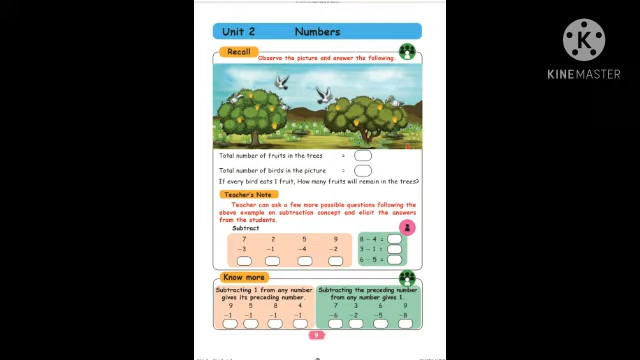 Unit 2 Numbers
Recall
Observe the picture and answer the following.
Total number of fruits in the trees =
Total number of birds in the picture =
If every bird eats 1 fruit, How many fruits will remain in the trees?
Teacher's Note
Teacher can ask a few more possible questions following the
above example on subtraction concept and elicit the answers
from the students.
Subtract
7 2 5 9
−3 −1 −4 −2
8 − 4 =
3 − 1 =
6 − 5 =
Know more
Subtracting 1 from any number
gives its preceding number.
9 5 8 4
−1 −1 −1 −1
Subtracting the preceding number
from any number gives 1.
7 3 6 9
−6 −2 −5 −8
9
KINEMASTER